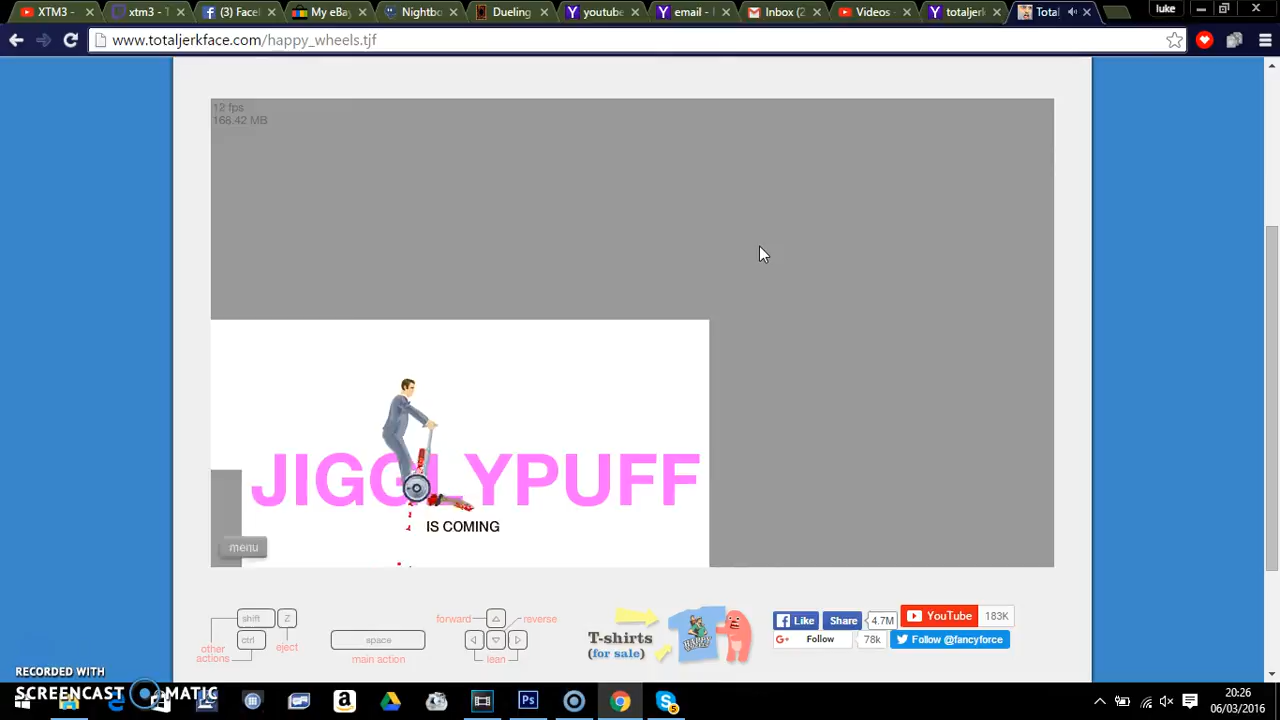 XTM3 -
xtm3 - T
(3) Face
My eBay
Nightbo
Dueling
youtube
email -
Inbox (2
Videos -
totaljerk
Total
luke
www.totaljerkface.com/happy_wheels.tjf
12 fps
168.42 MB
JIGGLYPUFF
IS COMING
menu
shift Z
ctrl
other actions
eject
space
main action
forward
reverse
lean
T-shirts
(for sale)
Like Share 4.7M
YouTube 183K
G+ Follow 78k
Follow @fancyforce
RECORDED WITH
SCREENCAST MATIC
20:26
06/03/2016